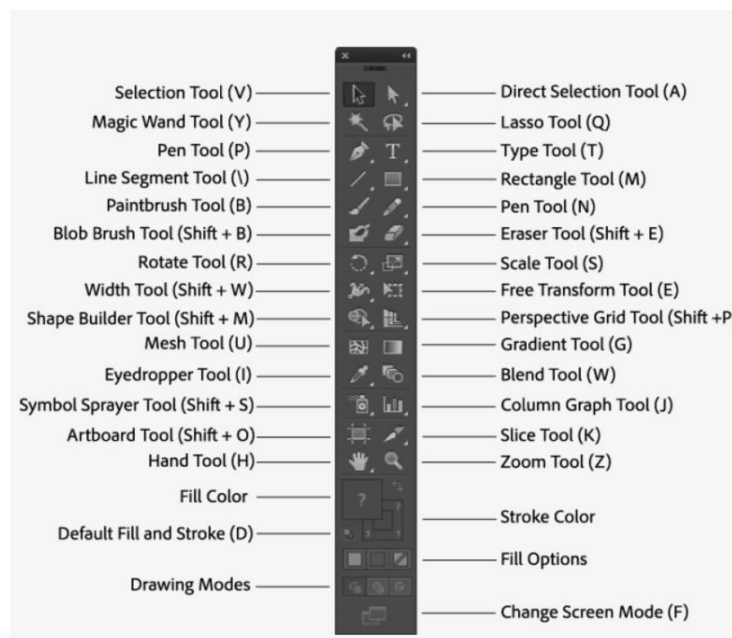 Selection Tool (V)
Direct Selection Tool (A)
Magic Wand Tool (Y)
Lasso Tool (Q)
Pen Tool (P)
Type Tool (T)
Line Segment Tool (\)
Rectangle Tool (M)
Paintbrush Tool (B)
Pen Tool (N)
Blob Brush Tool (Shift + B)
Eraser Tool (Shift + E)
Rotate Tool (R)
Scale Tool (S)
Width Tool (Shift + W)
Free Transform Tool (E)
Shape Builder Tool (Shift + M)
Perspective Grid Tool (Shift +P
Mesh Tool (U)
Gradient Tool (G)
Eyedropper Tool (I)
Blend Tool (W)
Symbol Sprayer Tool (Shift + S)
Column Graph Tool (J)
Artboard Tool (Shift + O)
Slice Tool (K)
Hand Tool (H)
Zoom Tool (Z)
Fill Color
Stroke Color
Default Fill and Stroke (D)
Fill Options
Drawing Modes
Change Screen Mode (F)